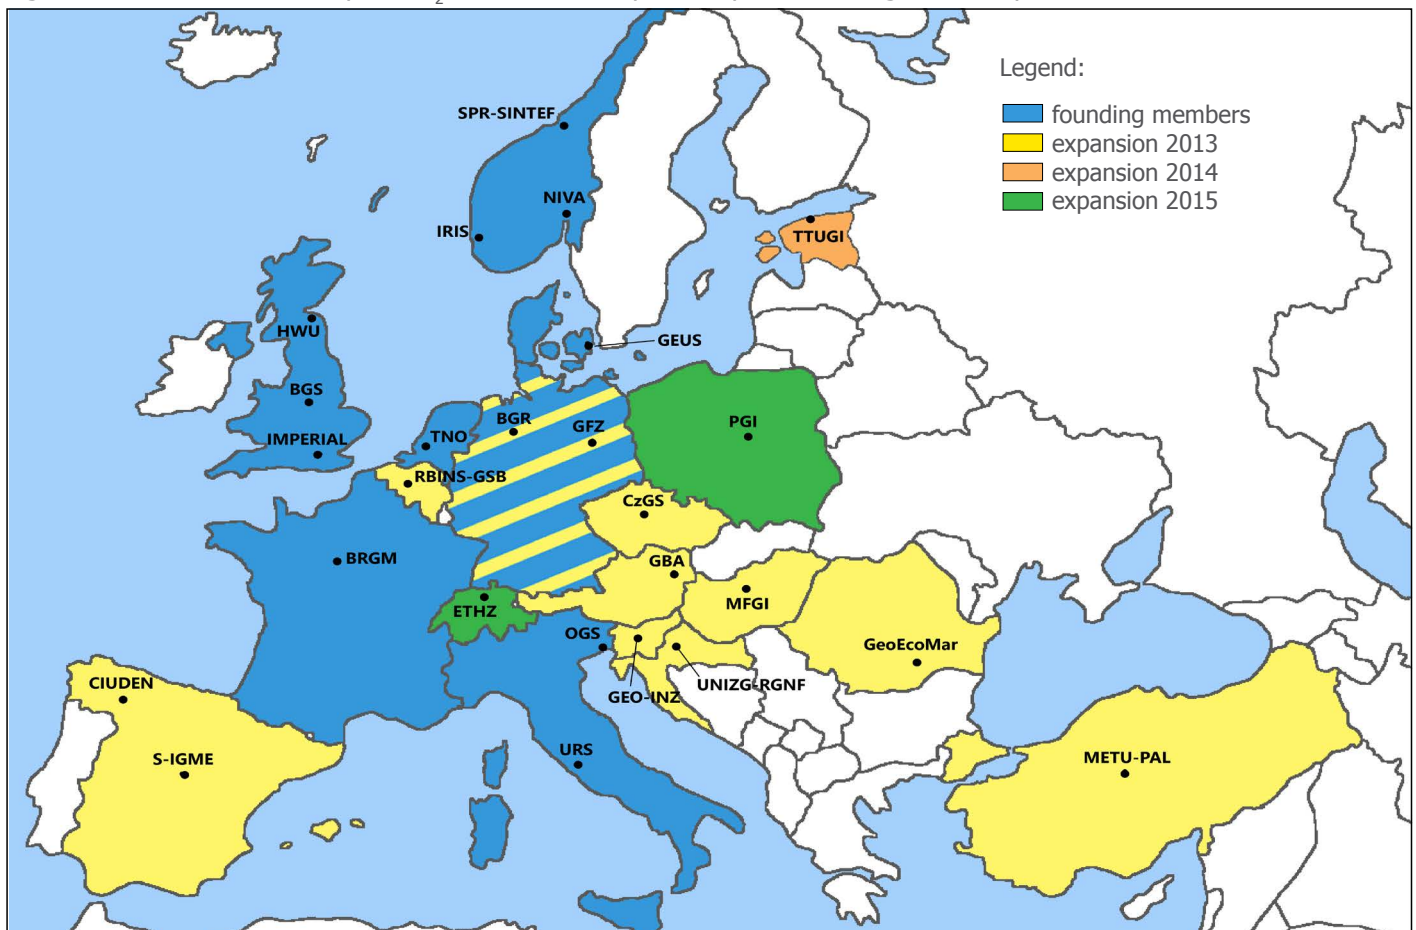 Legend:
founding members
expansion 2013
expansion 2014
expansion 2015
SPR-SINTEF
NIVA
IRIS
TTUGI
HWU
GEUS
BGS
IMPERIAL
TNO
BGR
GFZ
PGI
RBINS-GSB
CzGS
BRGM
GBA
MFGI
ETHZ
OGS
GeoEcoMar
GEO-INZ
UNIZG-RGNF
CIUDEN
S-IGME
URS
METU-PAL